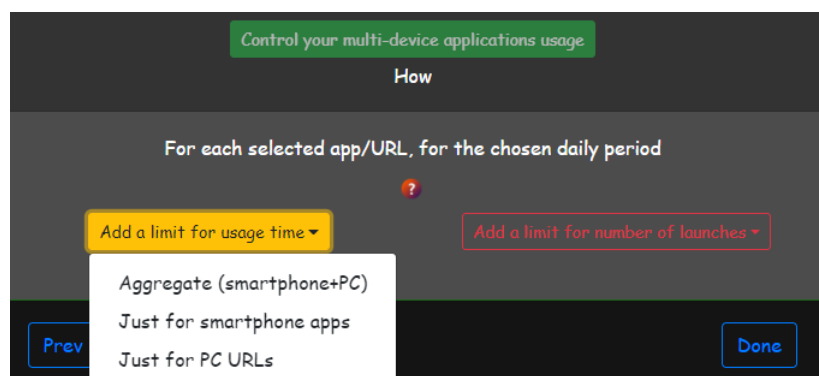 Control your multi-device applications usage
How
For each selected app/URL, for the chosen daily period
?
Add a limit for usage time
Add a limit for number of launches
Aggregate (smartphone+PC)
Just for smartphone apps
Just for PC URLs
Prev
Done